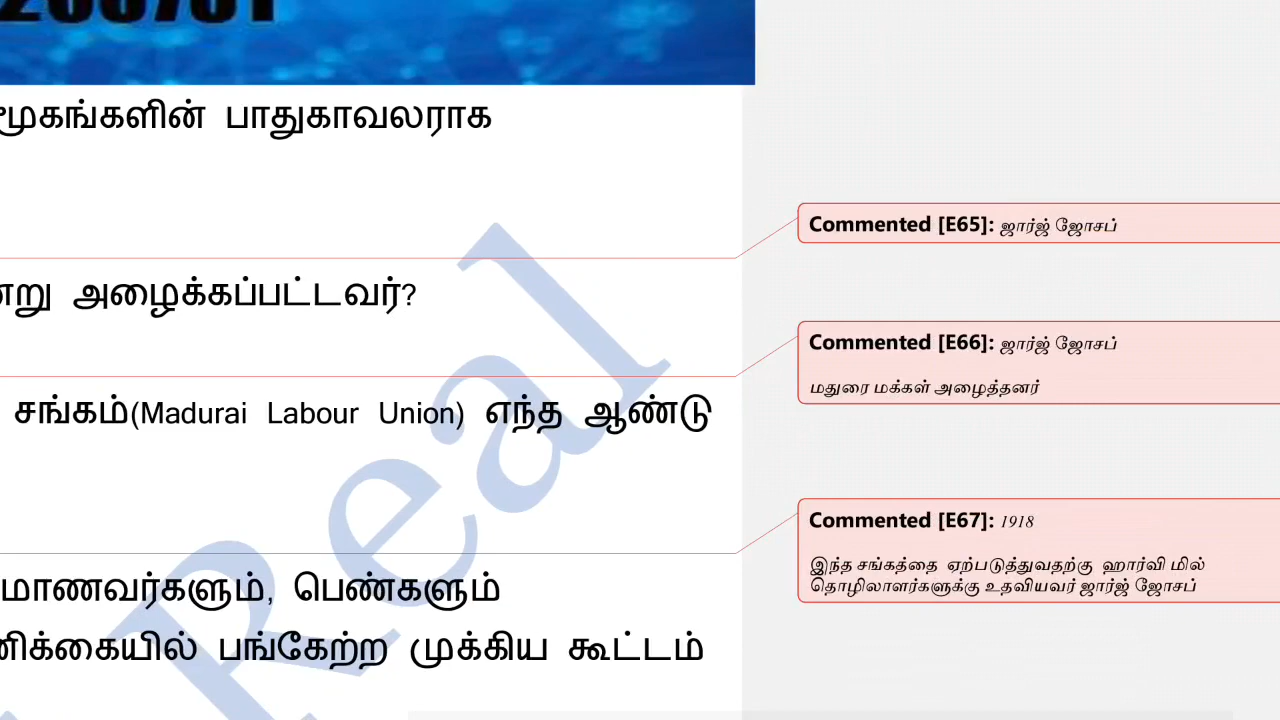 களின் பாதுகாவலராக
Commented [E65]: ஜார்ஜ் ஜோசப்
அழைக்கப்பட்டவர்?
Commented [E66]: ஜார்ஜ் ஜோசப்
மதுரை மக்கள் அழைத்தனர்
சங்கம்(Madurai Labour Union) எந்த ஆண்டு
Commented [E67]: 1918
இந்த சங்கத்தை ஏற்படுத்துவதற்கு ஹார்வி மில்
தொழிலாளர்களுக்கு உதவியவர் ஜார்ஜ் ஜோசப்
மாணவர்களும், பெண்களும்
பங்கேற்ற முக்கிய கூட்டம்
Real